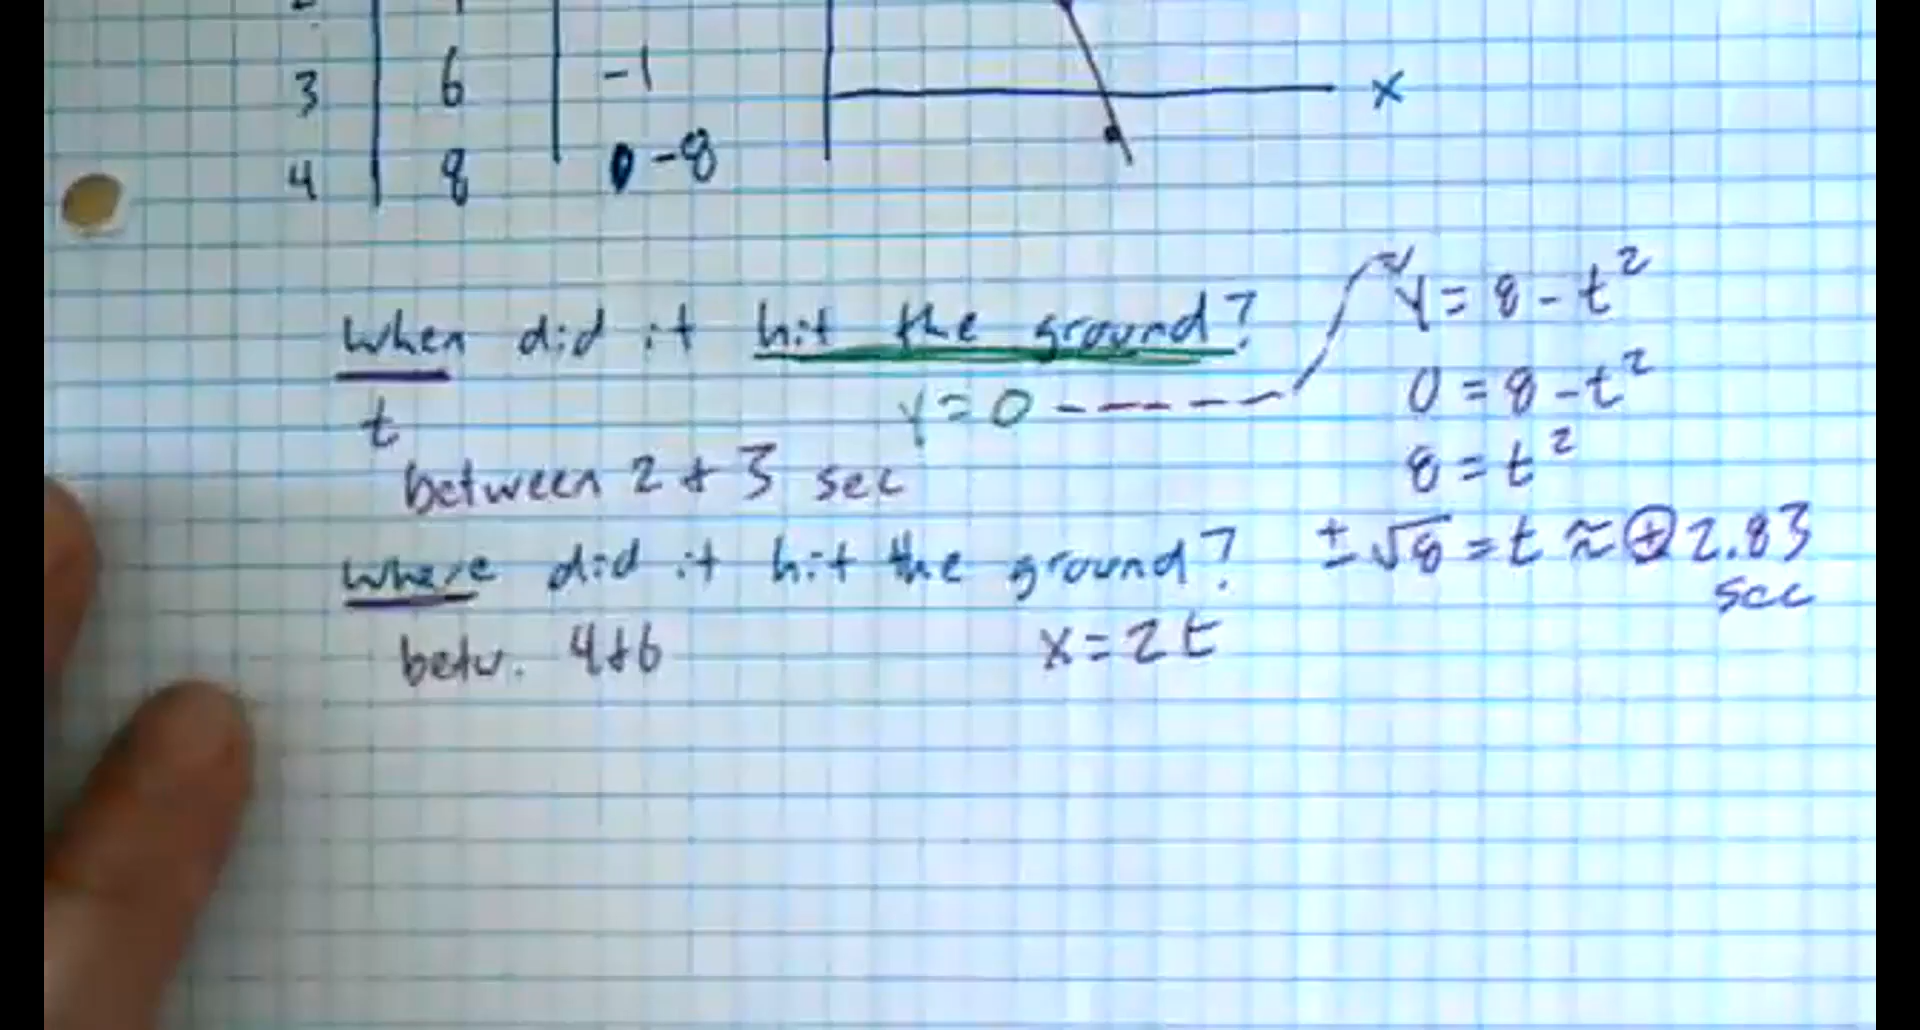 3 6 -1
4 8 -8
x
When did it hit the ground?
t
y=0
between 2 + 3 sec
y = 8 - t²
0 = 8 - t²
8 = t²
± √8 = t ≈ ⊕ 2.83
sec
where did it hit the ground?
betw. 4+6
x = 2t